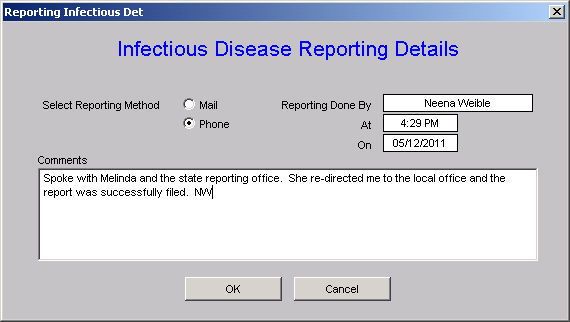 Reporting Infectious Det
Infectious Disease Reporting Details
Select Reporting Method
Mail
Phone
Reporting Done By Neena Weible
At 4:29 PM
On 05/12/2011
Comments
Spoke with Melinda and the state reporting office.  She re-directed me to the local office and the
report was successfully filed.  NW
OK Cancel